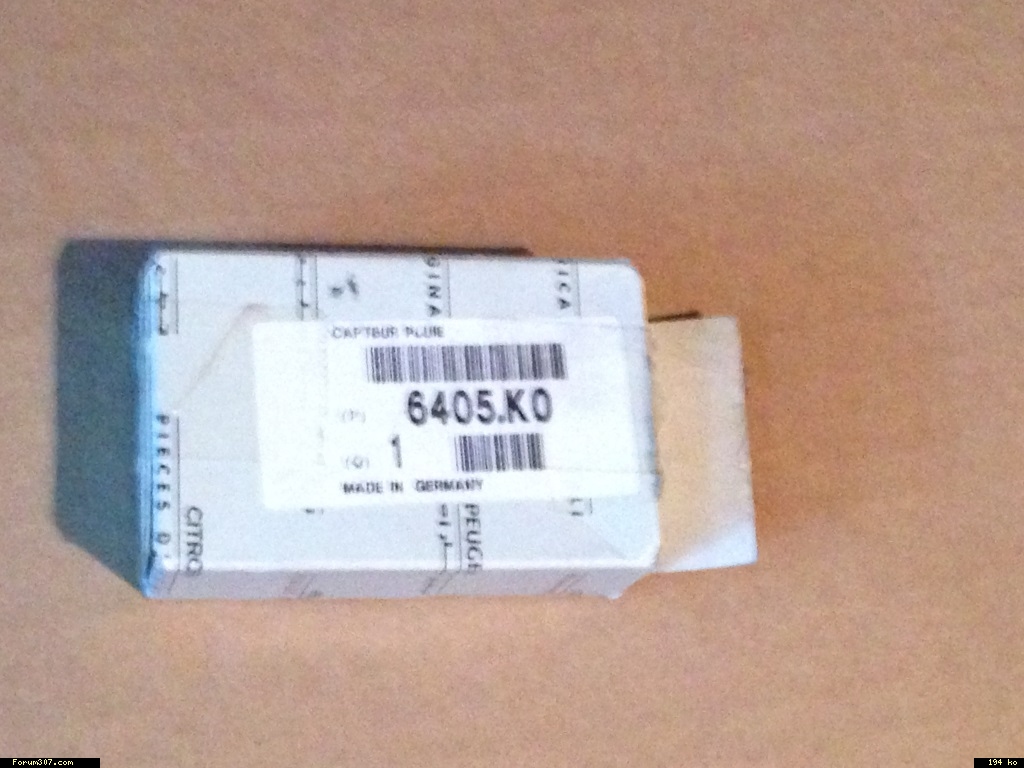 CAPTEUR PLUIE
(P) 6405.K0
(Q) 1
MADE IN GERMANY
PIECES D'
CITRO
PEUGE
GINA
ICA
Forum307.com
194 ko